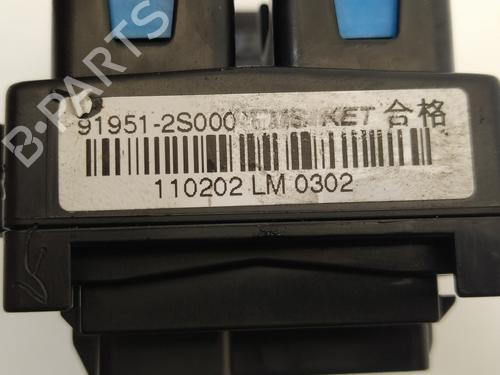 B-PARTS
91951-2S000 KET 合格
110202 LM 0302